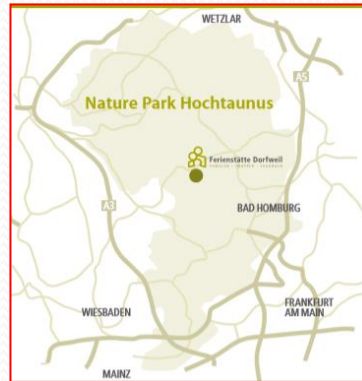 WETZLAR
A5
Nature Park Hochtaunus
Ferienstätte Dorfweil
BAD HOMBURG
A3
WIESBADEN
FRANKFURT
AM MAIN
MAINZ